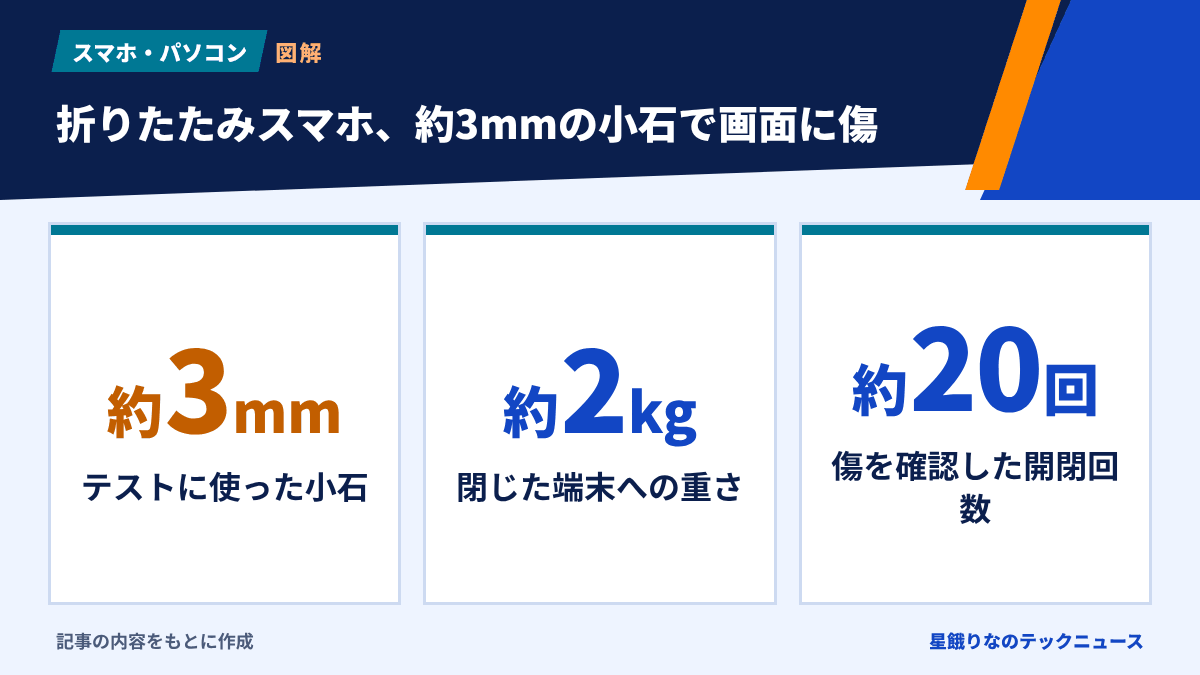 スマホ・パソコン 図解
折りたたみスマホ、約3mmの小石で画面に傷
約3mm
テストに使った小石
約2kg
閉じた端末への重さ
約20回
傷を確認した開閉回
数
記事の内容をもとに作成
星餓りなのテックニュース